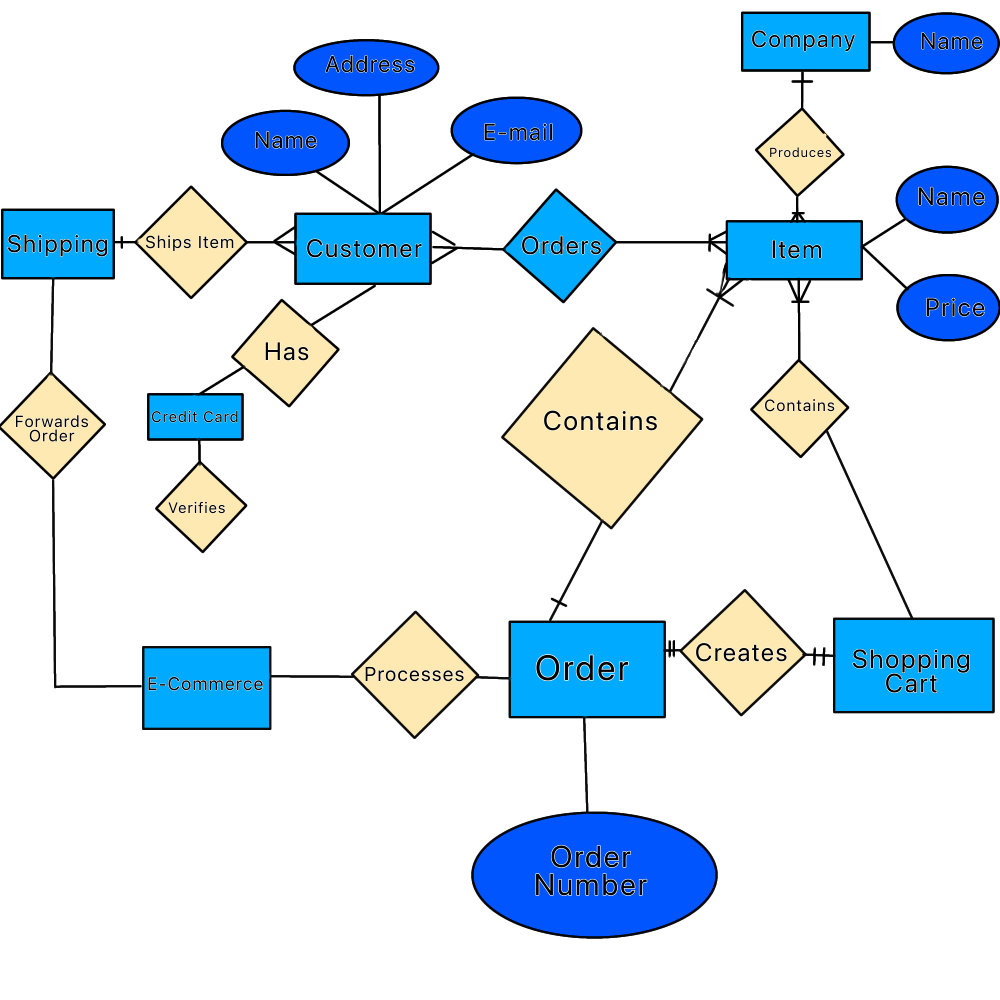 Company
Name
Address
Name
E-mail
Produces
Name
Shipping
Ships Item
Customer
Orders
Item
Price
Has
Credit Card
Contains
Contains
Forwards
Order
Verifies
Order
Creates
Shopping
Cart
E-Commerce
Processes
Order
Number